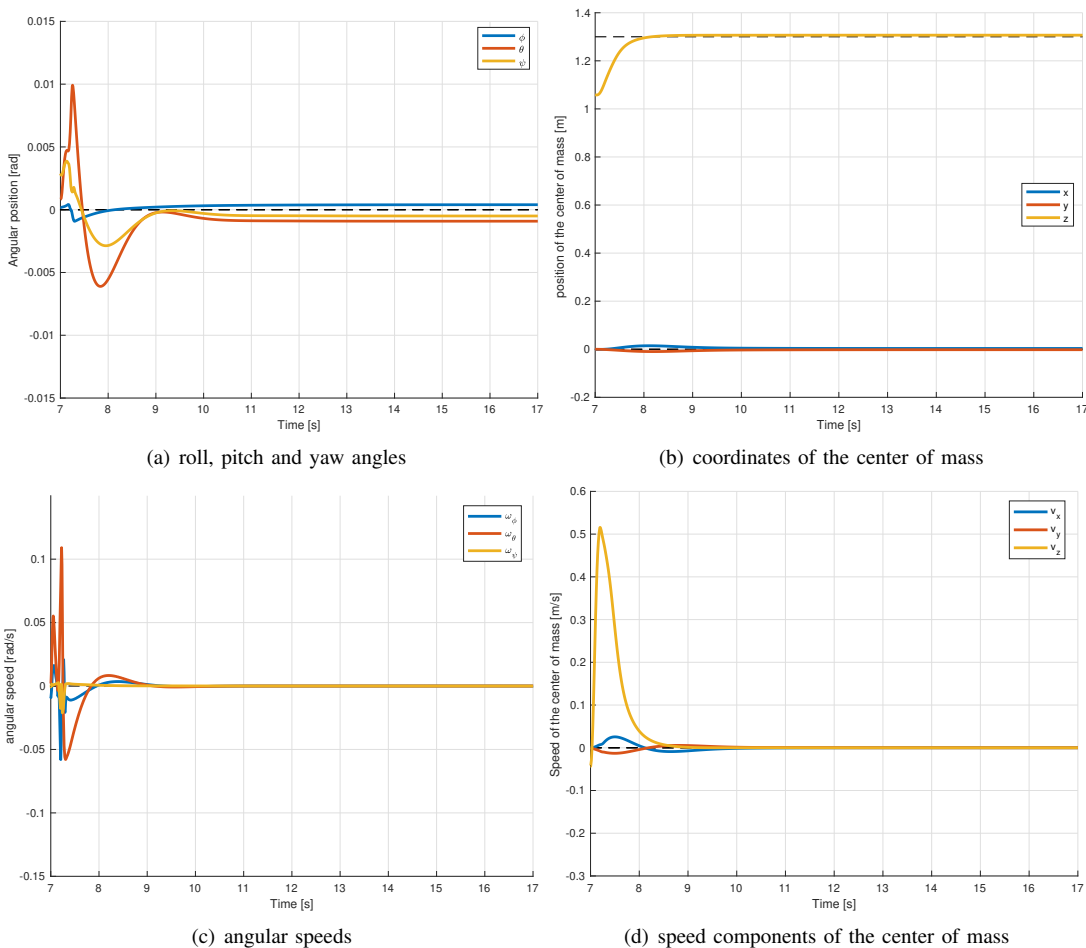 0.015
0.01
0.005
0
-0.005
-0.01
-0.015
Angular position [rad]
ϕ
θ
ψ
7 8 9 10 11 12 13 14 15 16 17
Time [s]
(a) roll, pitch and yaw angles
1.4
1.2
1
0.8
0.6
0.4
0.2
0
-0.2
position of the center of mass [m]
x
y
z
7 8 9 10 11 12 13 14 15 16 17
Time [s]
(b) coordinates of the center of mass
0.1
0.05
0
-0.05
-0.1
-0.15
angular speed [rad/s]
ω_ϕ
ω_θ
ω_ψ
7 8 9 10 11 12 13 14 15 16 17
Time [s]
(c) angular speeds
0.6
0.5
0.4
0.3
0.2
0.1
0
-0.1
-0.2
-0.3
Speed of the center of mass [m/s]
v_x
v_y
v_z
7 8 9 10 11 12 13 14 15 16 17
Time [s]
(d) speed components of the center of mass